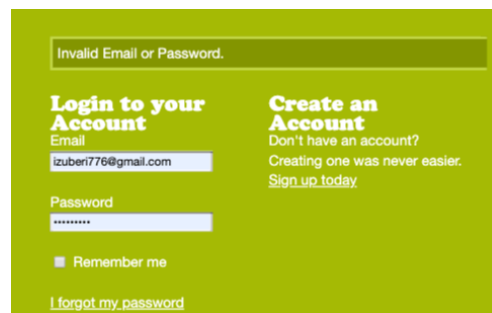 Invalid Email or Password.
Login to your
Account
Email
izuberi776@gmail.com
Password
•••••••••
Remember me
I forgot my password
Create an
Account
Don't have an account?
Creating one was never easier.
Sign up today